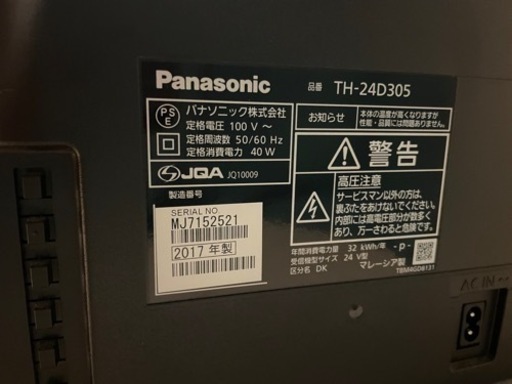 Panasonic
品番 TH-24D305
PS
E
パナソニック株式会社
定格電圧 100 V ～
定格周波数 50/60 Hz
定格消費電力 40 W
JQA JQ10009
製造番号
SERIAL NO.
MJ7152521
2017 年製
お知らせ
本体の温度が高くなりますが
性能・品質には問題ありません。
警告
高圧注意
サービスマン以外の方は、
裏ぶたをあけないでください。
内部には高電圧部分が数多く
あり、万一さわると危険です。
年間消費電力量 32 kWh/年
受信機型サイズ 24 V型
区分名 DK
- p -
マレーシア製
AC IN ～